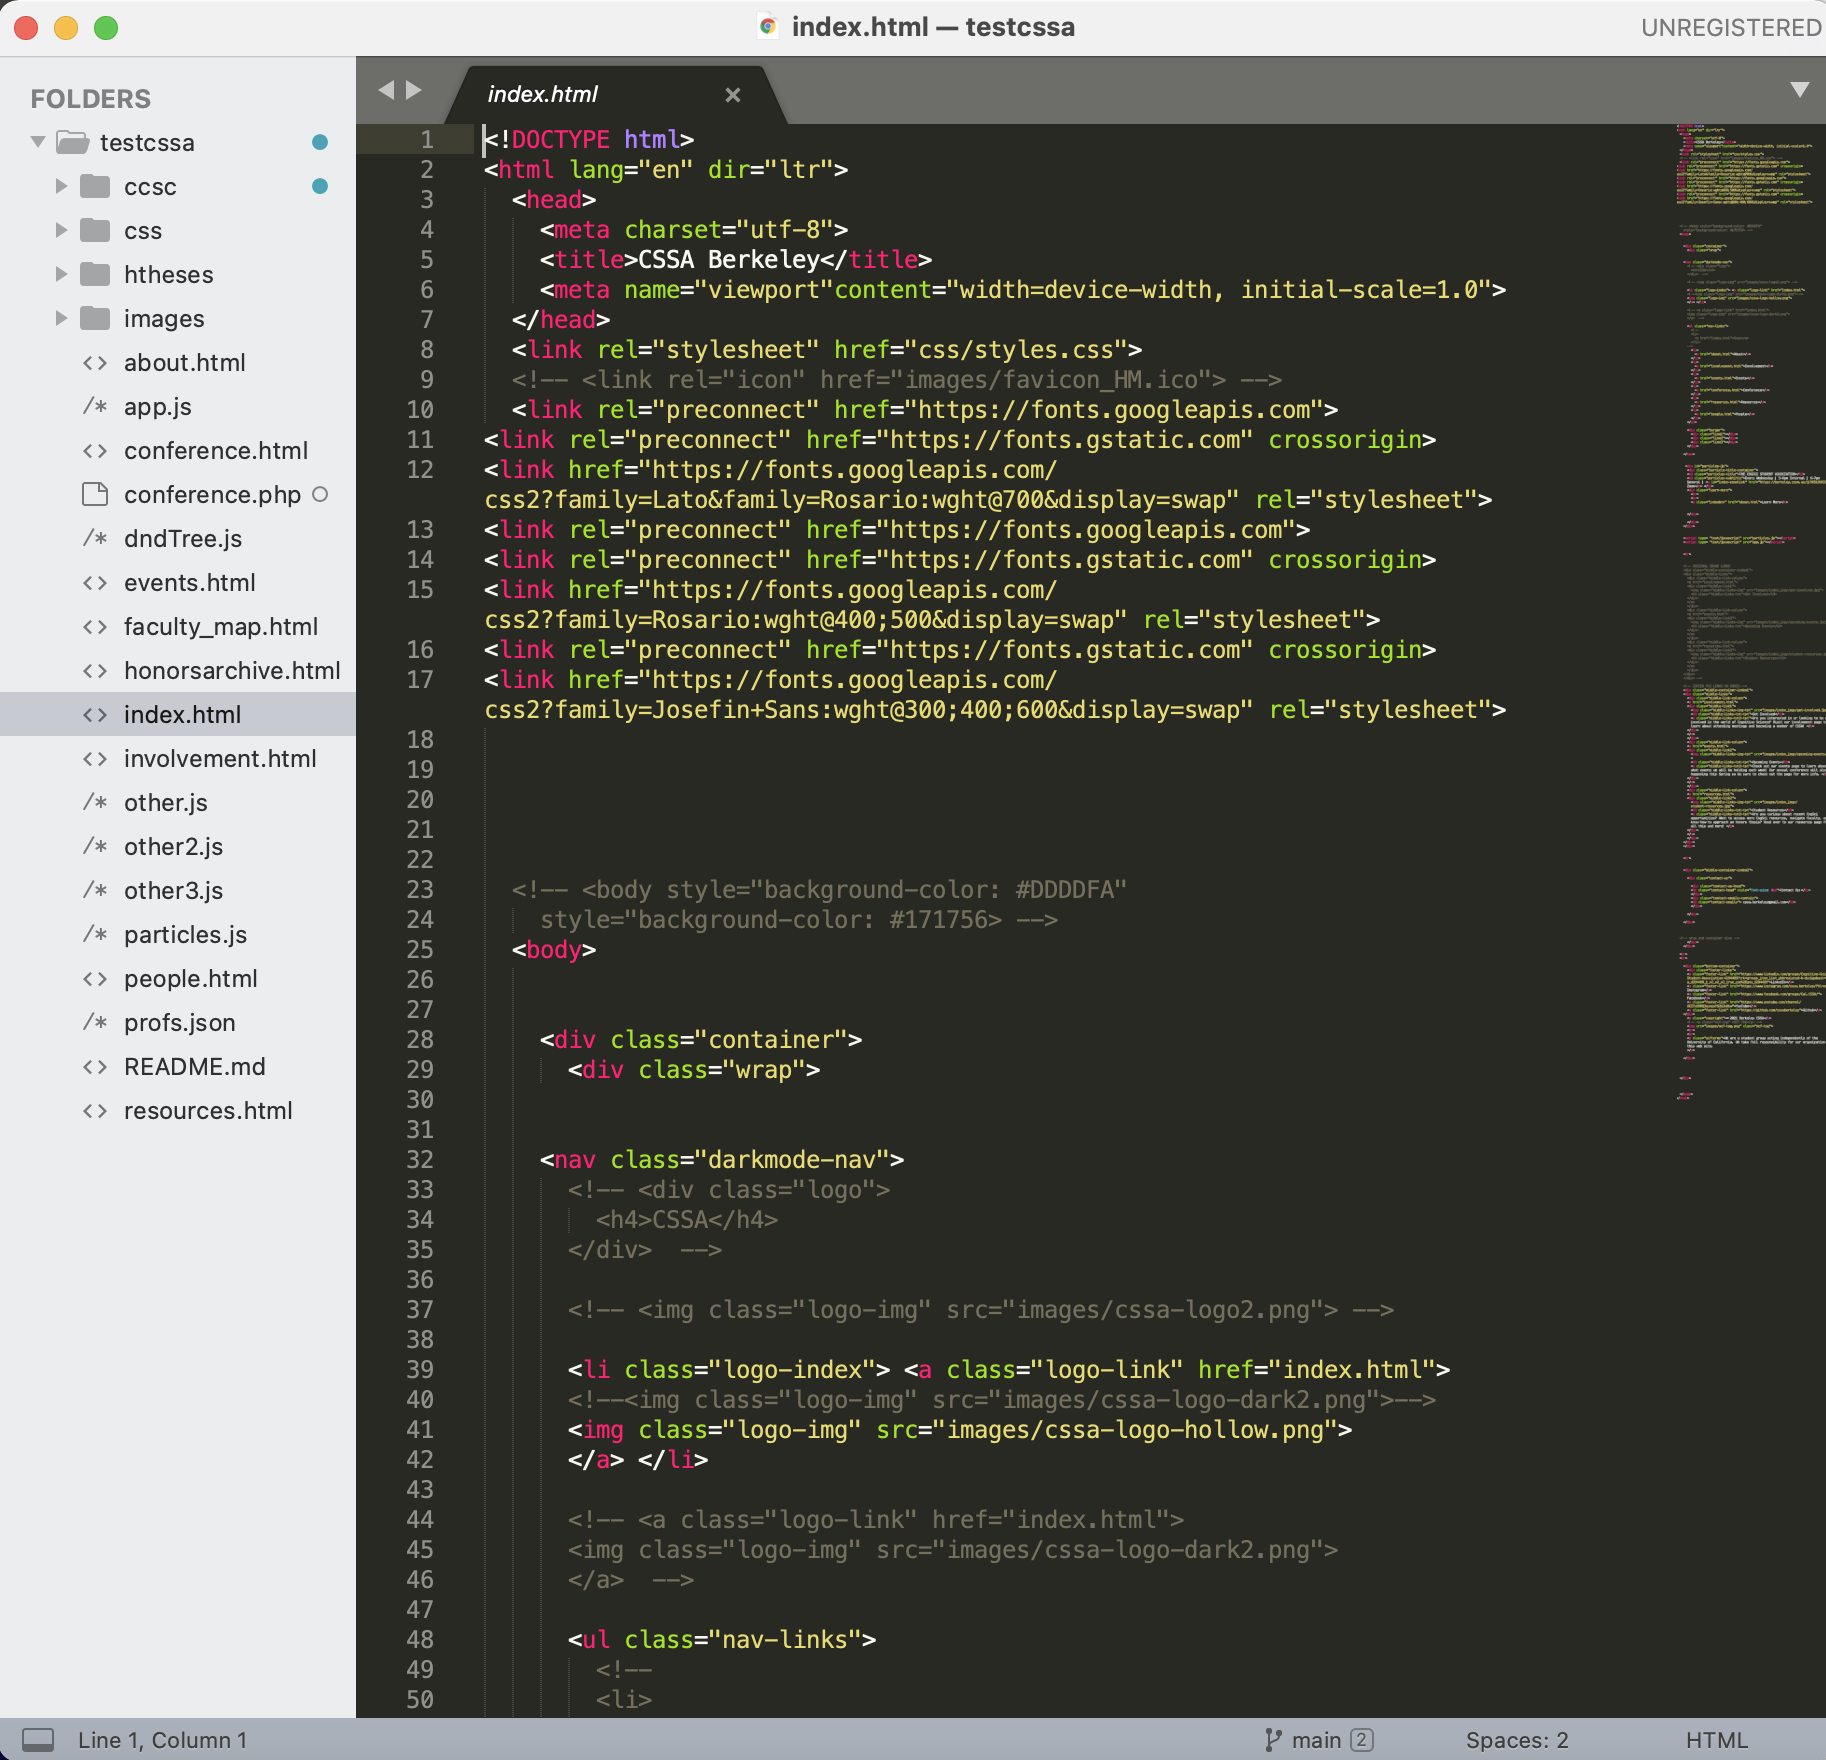 index.html — testcssa
UNREGISTERED
FOLDERS
testcssa
ccsc
css
htheses
images
<> about.html
/* app.js
<> conference.html
conference.php
/* dndTree.js
<> events.html
<> faculty_map.html
<> honorsarchive.html
<> index.html
<> involvement.html
/* other.js
/* other2.js
/* other3.js
/* particles.js
<> people.html
/* profs.json
<> README.md
<> resources.html
index.html ×
1 <!DOCTYPE html>
2 <html lang="en" dir="ltr">
3 <head>
4 <meta charset="utf-8">
5 <title>CSSA Berkeley</title>
6 <meta name="viewport"content="width=device-width, initial-scale=1.0">
7 </head>
8 <link rel="stylesheet" href="css/styles.css">
9 <!-- <link rel="icon" href="images/favicon_HM.ico"> -->
10 <link rel="preconnect" href="https://fonts.googleapis.com">
11 <link rel="preconnect" href="https://fonts.gstatic.com" crossorigin>
12 <link href="https://fonts.googleapis.com/
css2?family=Lato&family=Rosario:wght@700&display=swap" rel="stylesheet">
13 <link rel="preconnect" href="https://fonts.googleapis.com">
14 <link rel="preconnect" href="https://fonts.gstatic.com" crossorigin>
15 <link href="https://fonts.googleapis.com/
css2?family=Rosario:wght@400;500&display=swap" rel="stylesheet">
16 <link rel="preconnect" href="https://fonts.gstatic.com" crossorigin>
17 <link href="https://fonts.googleapis.com/
css2?family=Josefin+Sans:wght@300;400;600&display=swap" rel="stylesheet">
18
19
20
21
22
23 <!-- <body style="background-color: #DDDDFA"
24 style="background-color: #171756> -->
25 <body>
26
27
28 <div class="container">
29 <div class="wrap">
30
31
32 <nav class="darkmode-nav">
33 <!-- <div class="logo">
34 <h4>CSSA</h4>
35 </div>  -->
36
37 <!-- <img class="logo-img" src="images/cssa-logo2.png"> -->
38
39 <li class="logo-index"> <a class="logo-link" href="index.html">
40 <!--<img class="logo-img" src="images/cssa-logo-dark2.png">-->
41 <img class="logo-img" src="images/cssa-logo-hollow.png">
42 </a> </li>
43
44 <!-- <a class="logo-link" href="index.html">
45 <img class="logo-img" src="images/cssa-logo-dark2.png">
46 </a>  -->
47
48 <ul class="nav-links">
49 <!--
50 <li>
Line 1, Column 1
main 2
Spaces: 2
HTML